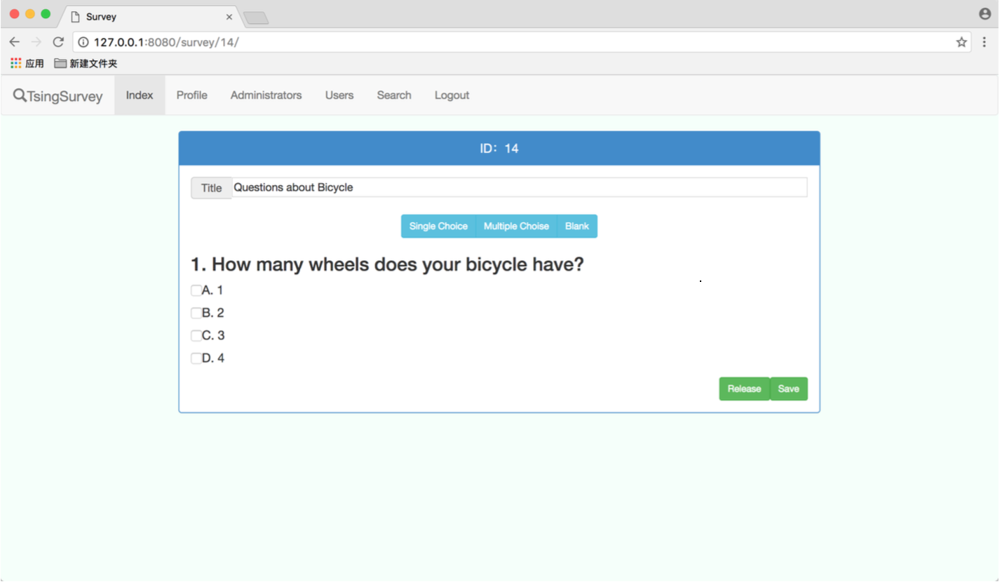 Survey
127.0.0.1:8080/survey/14/
应用 新建文件夹
TsingSurvey Index Profile Administrators Users Search Logout
ID: 14
Title Questions about Bicycle
Single Choice Multiple Choise Blank
1. How many wheels does your bicycle have?
A. 1
B. 2
C. 3
D. 4
Release Save